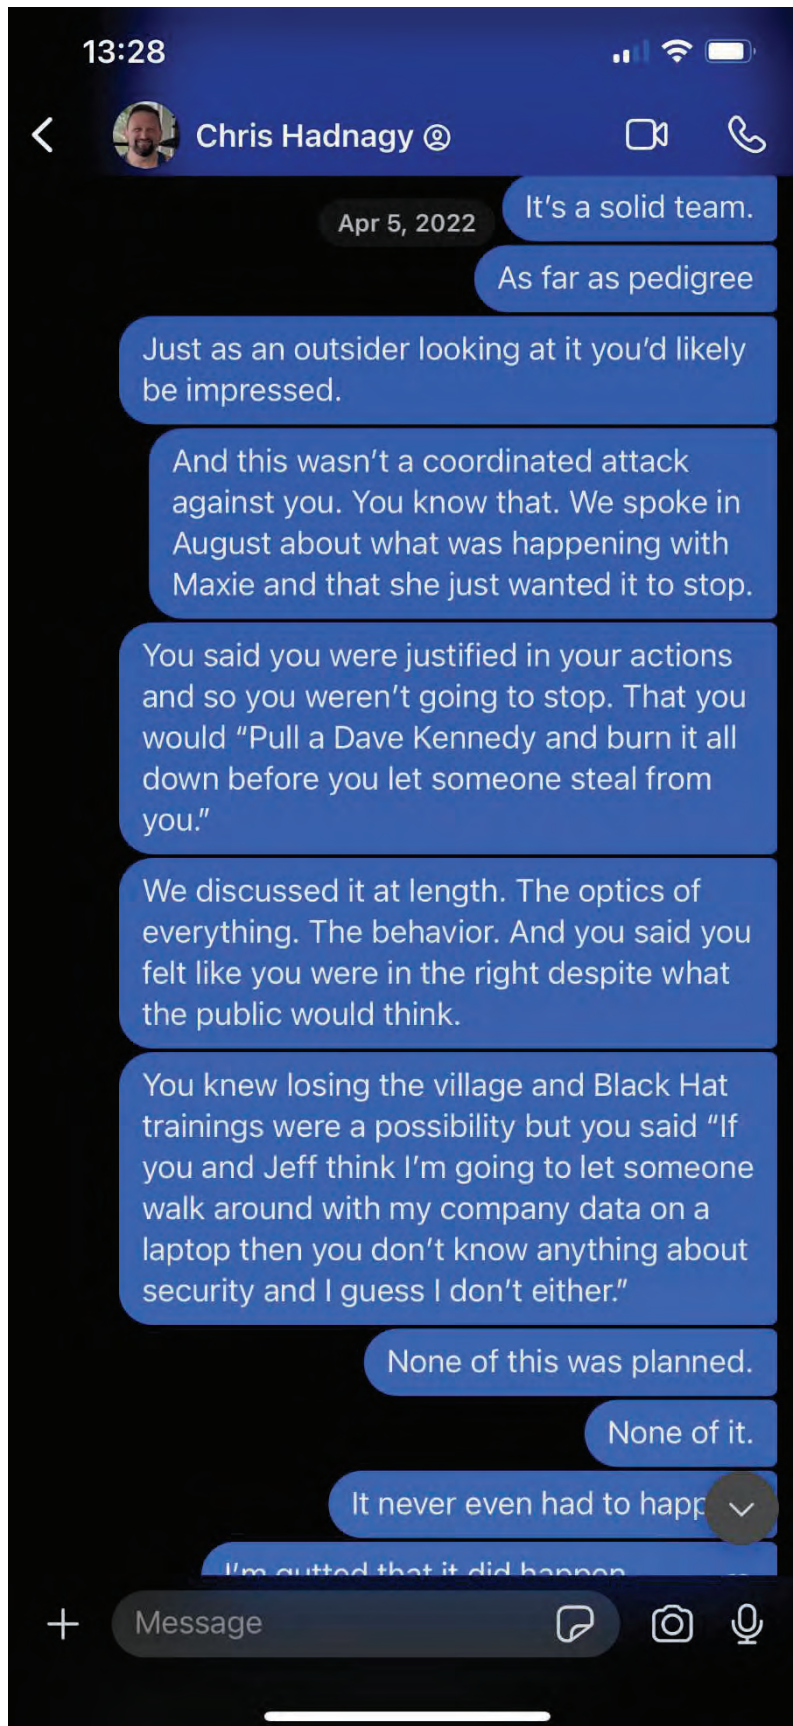 13:28
Chris Hadnagy
It's a solid team.
Apr 5, 2022
As far as pedigree
Just as an outsider looking at it you'd likely
be impressed.
And this wasn't a coordinated attack
against you. You know that. We spoke in
August about what was happening with
Maxie and that she just wanted it to stop.
You said you were justified in your actions
and so you weren't going to stop. That you
would “Pull a Dave Kennedy and burn it all
down before you let someone steal from
you.”
We discussed it at length. The optics of
everything. The behavior. And you said you
felt like you were in the right despite what
the public would think.
You knew losing the village and Black Hat
trainings were a possibility but you said “If
you and Jeff think I'm going to let someone
walk around with my company data on a
laptop then you don't know anything about
security and I guess I don't either.”
None of this was planned.
None of it.
It never even had to happ
I'm gutted that it did happen
Message